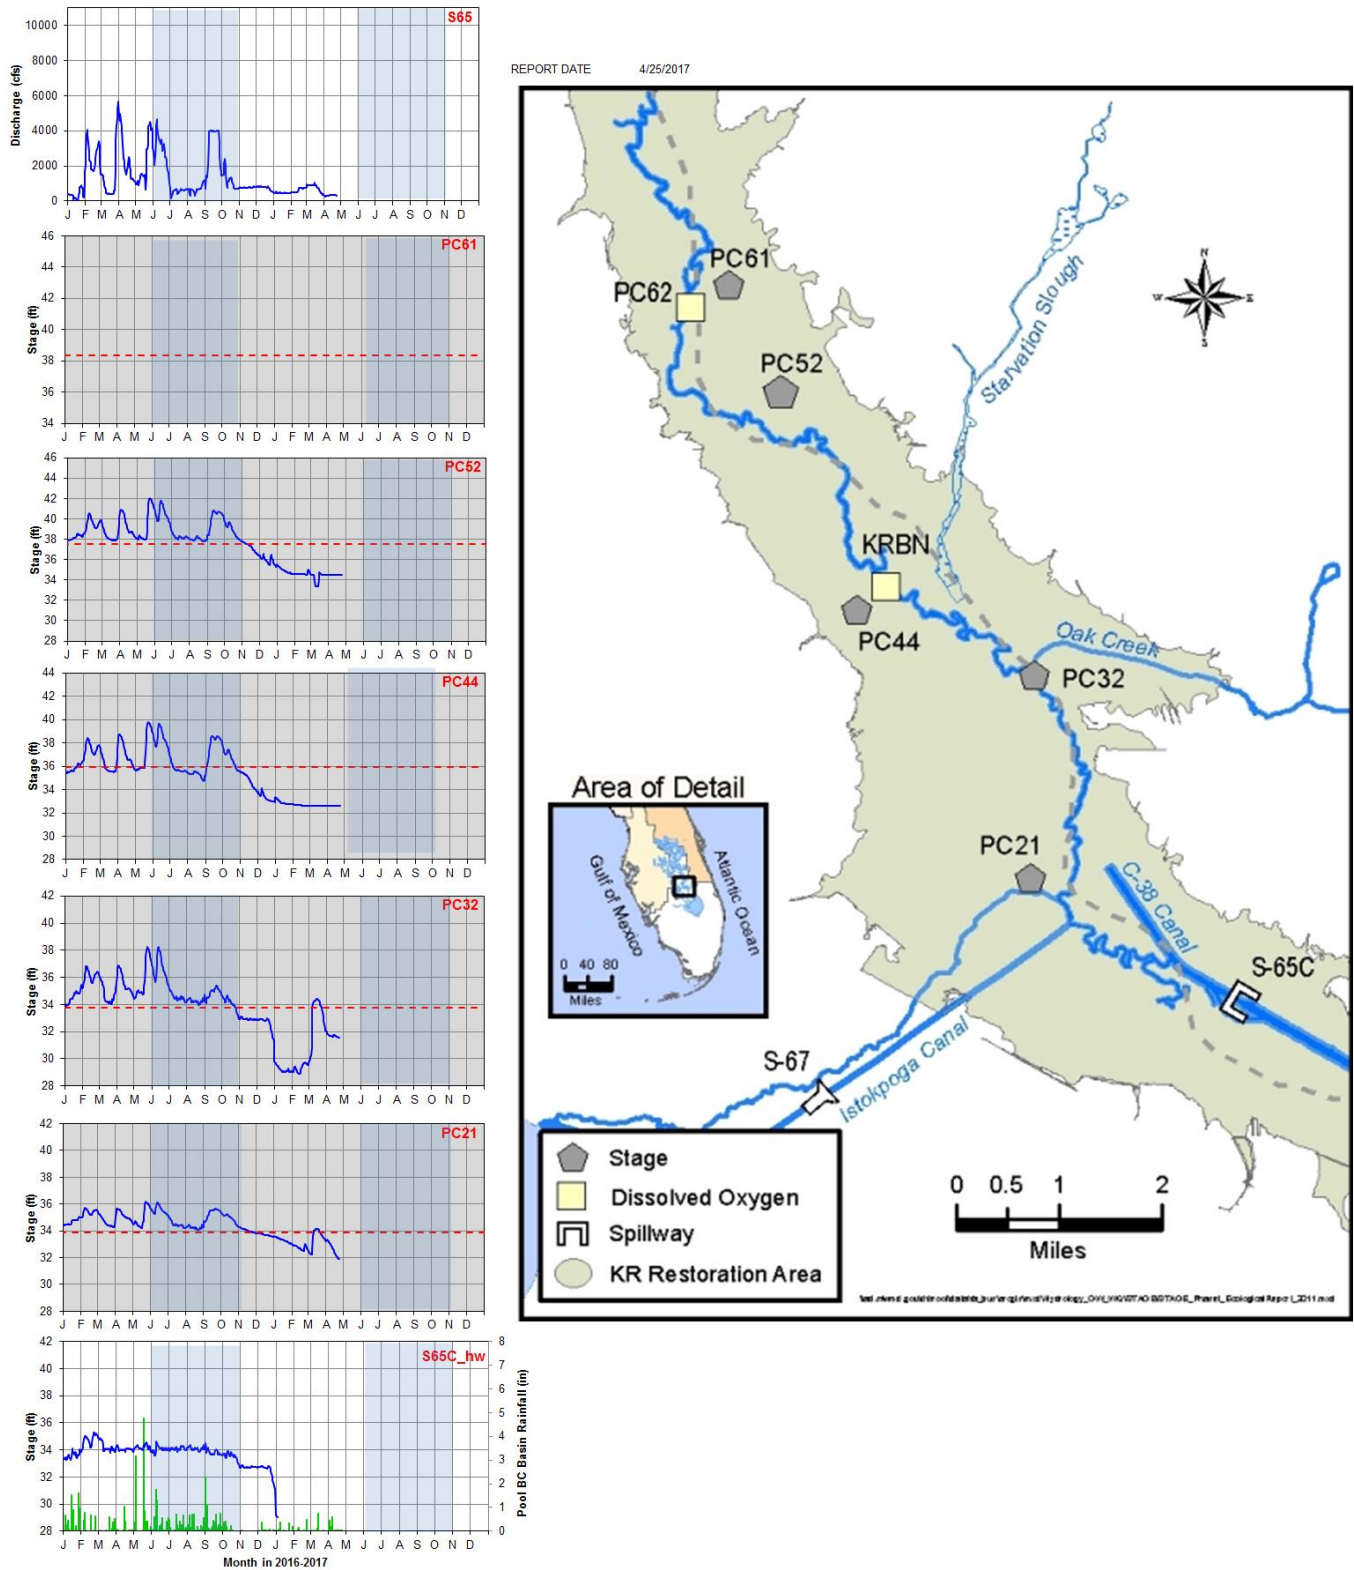 REPORT DATE 4/25/2017
S65
Discharge (cfs)
10000
8000
6000
4000
2000
0
J F M A M J J A S O N D J F M A M J J A S O N D
PC61
Stage (ft)
46
44
42
40
38
36
34
J F M A M J J A S O N D J F M A M J J A S O N D
PC52
Stage (ft)
46
44
42
40
38
36
34
32
30
28
J F M A M J J A S O N D J F M A M J J A S O N D
PC44
Stage (ft)
44
42
40
38
36
34
32
30
28
J F M A M J J A S O N D J F M A M J J A S O N D
PC32
Stage (ft)
42
40
38
36
34
32
30
28
J F M A M J J A S O N D J F M A M J J A S O N D
PC21
Stage (ft)
42
40
38
36
34
32
30
28
J F M A M J J A S O N D J F M A M J J A S O N D
S65C_hw
Stage (ft)
42
40
38
36
34
32
30
28
8
7
6
5
4
3
2
1
0
Pool BC Basin Rainfall (in)
J F M A M J J A S O N D J F M A M J J A S O N D
Month in 2016-2017
PC61
PC62
PC52
Starvation Slough
N
W
E
S
KRBN
PC44
Oak Creek
PC32
PC21
C-38 Canal
S-65C
S-67
Istokpoga Canal
Area of Detail
Gulf of Mexico
Atlantic Ocean
0 40 80
Miles
Stage
Dissolved Oxygen
Spillway
KR Restoration Area
0 0.5 1 2
Miles